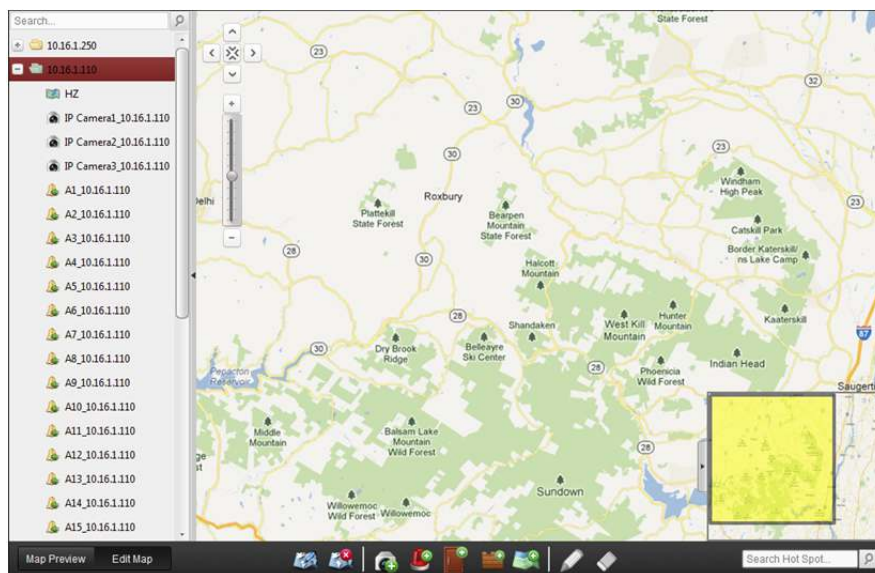 Search...
10.16.1.250
10.16.1.110
HZ
IP Camera1_10.16.1.110
IP Camera2_10.16.1.110
IP Camera3_10.16.1.110
A1_10.16.1.110
A2_10.16.1.110
A3_10.16.1.110
A4_10.16.1.110
A5_10.16.1.110
A6_10.16.1.110
A7_10.16.1.110
A8_10.16.1.110
A9_10.16.1.110
A10_10.16.1.110
A11_10.16.1.110
A12_10.16.1.110
A13_10.16.1.110
A14_10.16.1.110
A15_10.16.1.110
State Forest
Burnt-Rossman
State Forest
23
32
30
23
23
30
23
Windham
High Peak
elhi
Roxbury
Plattekill
State Forest
Bearpen
Mountain
State Forest
Catskill Park
28
30
Border Katerskill/
ns Lake Camp
Halcott
Mountain
28
Shandaken
West Kill
Mountain
Hunter
Mountain
Kaaterskill
87
30
Dry Brook
Ridge
Belleayre
Ski Center
28
Phoenicia
Wild Forest
Indian Head
Pepacton
Reservoir
Saugerti
Middle
Mountain
Balsam Lake
Mountain
Wild Forest
28
ge
st
Sundown
Willowemoc
Wild Forest
Willowemoc
Map Preview
Edit Map
Search Hot Spot...